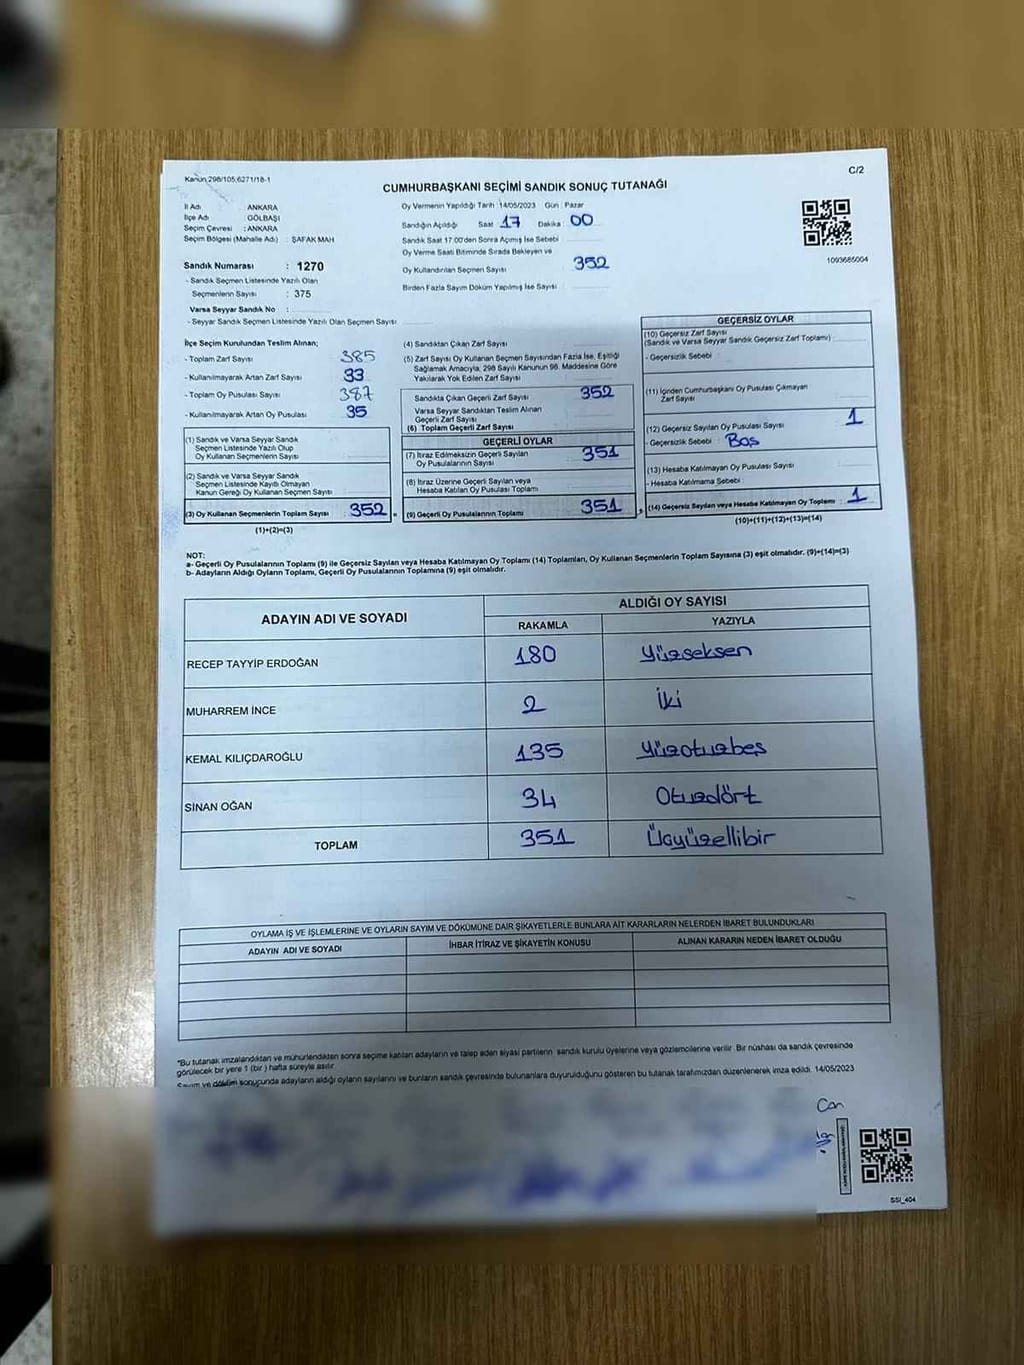 Kanun 298/105;6271/18-1
C/2
CUMHURBAŞKANI SEÇİMİ SANDIK SONUÇ TUTANAĞI
İl Adı : ANKARA
İlçe Adı : GÖLBAŞI
Seçim Çevresi : ANKARA
Seçim Bölgesi (Mahalle Adı) : ŞAFAK MAH
Sandık Numarası : 1270
- Sandık Seçmen Listesinde Yazılı Olan
Seçmenlerin Sayısı : 375
Varsa Seyyar Sandık No :
- Seyyar Sandık Seçmen Listesinde Yazılı Olan Seçmen Sayısı
Oy Vermenin Yapıldığı Tarih :14/05/2023 Gün : Pazar
Sandığın Açıldığı Saat 17 Dakika 00
Sandık Saat 17:00'den Sonra Açımış İse Sebebi
Oy Verme Saati Bitiminde Sırada Bekleyen ve
Oy Kullandırılan Seçmen Sayısı 352
Birden Fazla Sayım Döküm Yapılmış İse Sayısı :
1093685004
İlçe Seçim Kurulundan Teslim Alınan;
- Toplam Zarf Sayısı 385
- Kullanılmayarak Artan Zarf Sayısı 33
- Toplam Oy Pusulası Sayısı 387
- Kullanılmayarak Artan Oy Pusulası 35
(1) Sandık ve Varsa Seyyar Sandık
Seçmen Listesinde Yazılı Olup
Oy Kullanan Seçmenlerin Sayısı
(2) Sandık ve Varsa Seyyar Sandık
Seçmen Listesinde Kayıtlı Olmayan
Kanun Gereği Oy Kullanan Seçmen Sayısı
(3) Oy Kullanan Seçmenlerin Toplam Sayısı 352
(1)+(2)=(3)
(4) Sandıktan Çıkan Zarf Sayısı
(5) Zarf Sayısı Oy Kullanan Seçmen Sayısından Fazla İse, Eşitliği
Sağlamak Amacıyla, 298 Sayılı Kanunun 98. Maddesine Göre
Yakılarak Yok Edilen Zarf Sayısı
Sandıkta Çıkan Geçerli Zarf Sayısı 352
Varsa Seyyar Sandıktan Teslim Alınan
Geçerli Zarf Sayısı
(6) Toplam Geçerli Zarf Sayısı
GEÇERLİ OYLAR
(7) İtiraz Edilmeksizin Geçerli Sayılan
Oy Pusulalarının Sayısı 351
(8) İtiraz Üzerine Geçerli Sayılan veya
Hesaba Katılan Oy Pusulası Toplamı
(9) Geçerli Oy Pusulalarının Toplamı 351
GEÇERSİZ OYLAR
(10) Geçersiz Zarf Sayısı
(Sandık ve Varsa Seyyar Sandık Geçersiz Zarf Toplamı)
- Geçersizlik Sebebi
(11) İçinden Cumhurbaşkanı Oy Pusulası Çıkmayan
Zarf Sayısı
(12) Geçersiz Sayılan Oy Pusulası Sayısı 1
- Geçersizlik Sebebi : Boş
(13) Hesaba Katılmayan Oy Pusulası Sayısı
- Hesaba Katılmama Sebebi
(14) Geçersiz Sayılan veya Hesaba Katılmayan Oy Toplamı 1
(10)+(11)+(12)+(13)=(14)
NOT:
a- Geçerli Oy Pusulalarının Toplamı (9) ile Geçersiz Sayılan veya Hesaba Katılmayan Oy Toplamı (14) Toplamları, Oy Kullanan Seçmenlerin Toplam Sayısına (3) eşit olmalıdır. (9)+(14)=(3)
b- Adayların Aldığı Oyların Toplamı, Geçerli Oy Pusulalarının Toplamına (9) eşit olmalıdır.
ADAYIN ADI VE SOYADI ALDIĞI OY SAYISI
RAKAMLA YAZIYLA
RECEP TAYYİP ERDOĞAN 180 Yüzseksen
MUHARREM İNCE 2 İki
KEMAL KILIÇDAROĞLU 135 Yüzotuzbeş
SİNAN OĞAN 34 Otuzdört
TOPLAM 351 Üçyüzellibir
OYLAMA İŞ VE İŞLEMLERİNE VE OYLARIN SAYIM VE DÖKÜMÜNE DAİR ŞİKAYETLERLE BUNLARA AİT KARARLARIN NELERDEN İBARET BULUNDUKLARI
ADAYIN ADI VE SOYADI İHBAR İTİRAZ VE ŞİKAYETİN KONUSU ALINAN KARARIN NEDEN İBARET OLDUĞU
*Bu tutanak imzalandıktan ve mühürlendikten sonra seçime katılan adayların ve talep eden siyasi partilerin sandık kurulu üyelerine veya gözlemcilerine verilir. Bir nüshası da sandık çevresinde
görülecek bir yere 1 (bir) hafta süreyle asılır.
Sayım ve döküm sonucunda adayların aldığı oyların sayılarını ve bunların sandık çevresinde bulunanlara duyurulduğunu gösteren bu tutanak tarafımızdan düzenlenerek imza edildi. 14/05/2023
Can
SSI_404